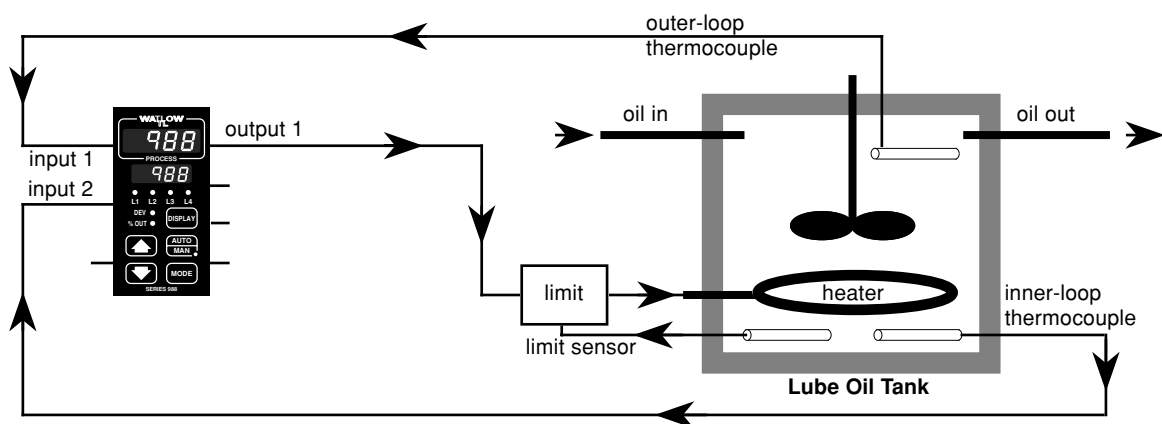 outer-loop
thermocouple
WATLOW
988
PROCESS
988
L1 L2 L3 L4
DEV
% OUT
DISPLAY
AUTO
MAN
MODE
SERIES 988
input 1
input 2
output 1
oil in
oil out
limit
heater
limit sensor
inner-loop
thermocouple
Lube Oil Tank